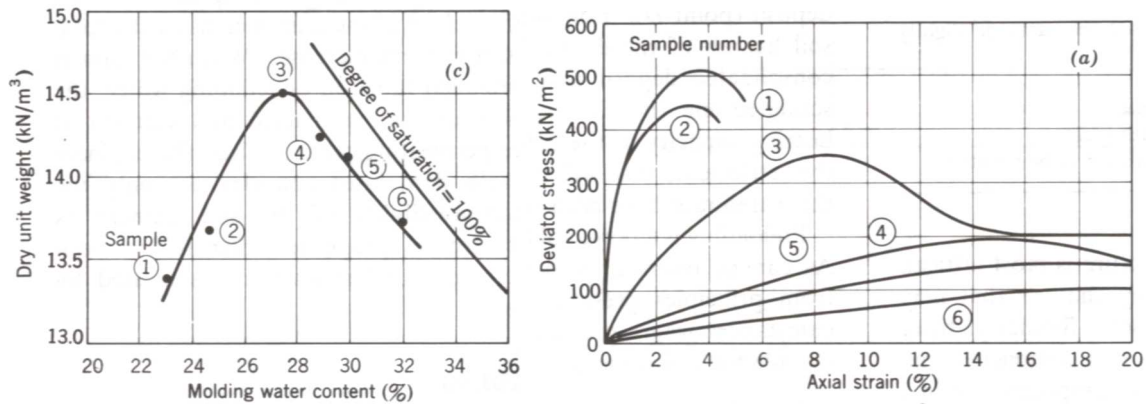 15.0
14.5
14.0
13.5
13.0
Dry unit weight (kN/m³)
20 22 24 26 28 30 32 34 36
Molding water content (%)
(c)
Degree of saturation = 100%
Sample
1
2
3
4
5
6
600
500
400
300
200
100
0
Deviator stress (kN/m²)
0 2 4 6 8 10 12 14 16 18 20
Axial strain (%)
(a)
Sample number
1
2
3
4
5
6